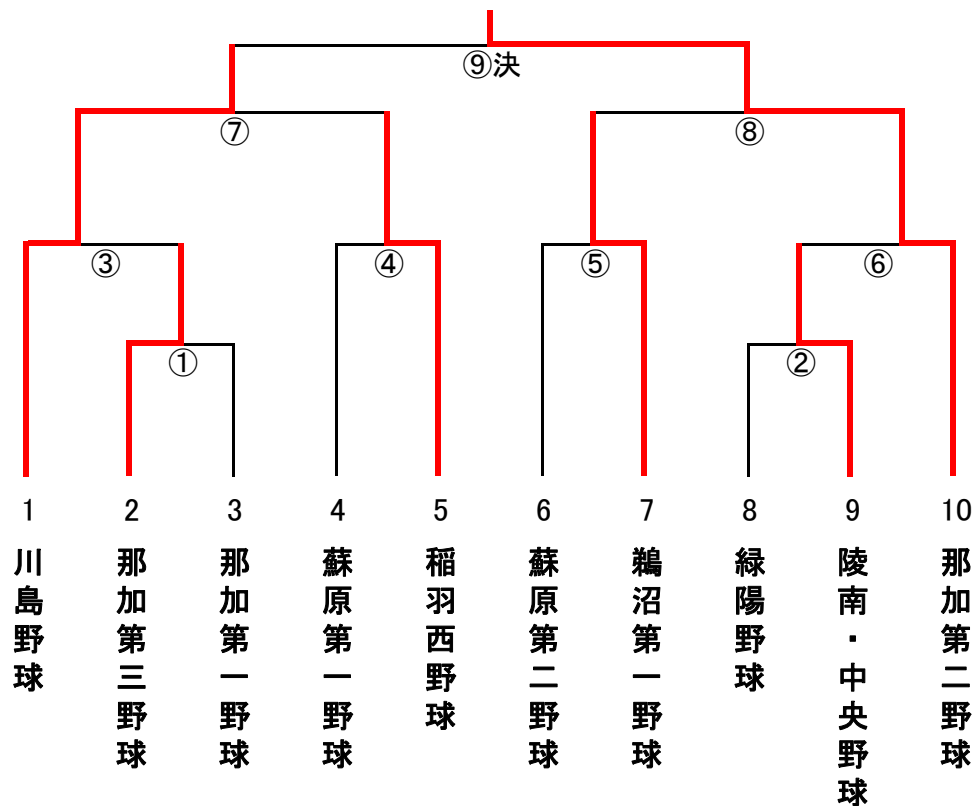 ⑨決
⑦
⑧
③
④
⑤
⑥
①
②
1
2
3
4
5
6
7
8
9
10
川島野球
那加第三野球
那加第一野球
蘇原第一野球
稲羽西野球
蘇原第二野球
鵜沼第一野球
緑陽野球
陵南・中央野球
那加第二野球